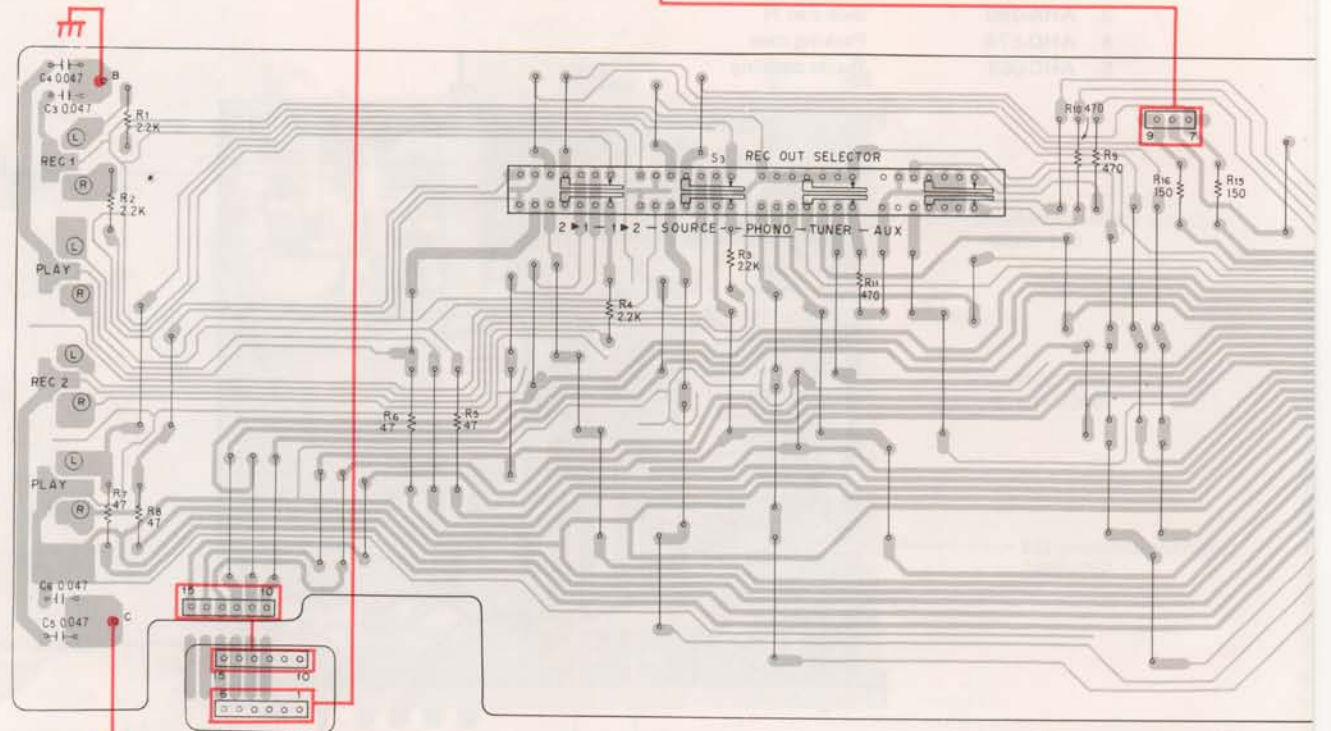 C4 0.047
B
C3 0.047
R1
2.2K
L
REC 1
R
R2
2.2K
L
PLAY
R
L
REC 2
R
L
PLAY
R
R7
47
R8
47
C6 0.047
C5 0.047
C
15 10
15 10
6 1
R6
47
R5
47
S3 REC OUT SELECTOR
2▶1 — 1▶2 — SOURCE — PHONO — TUNER — AUX
R3
2.2K
R4
2.2K
R11
470
R10 470
R9
470
9 7
R16
150
R15
150